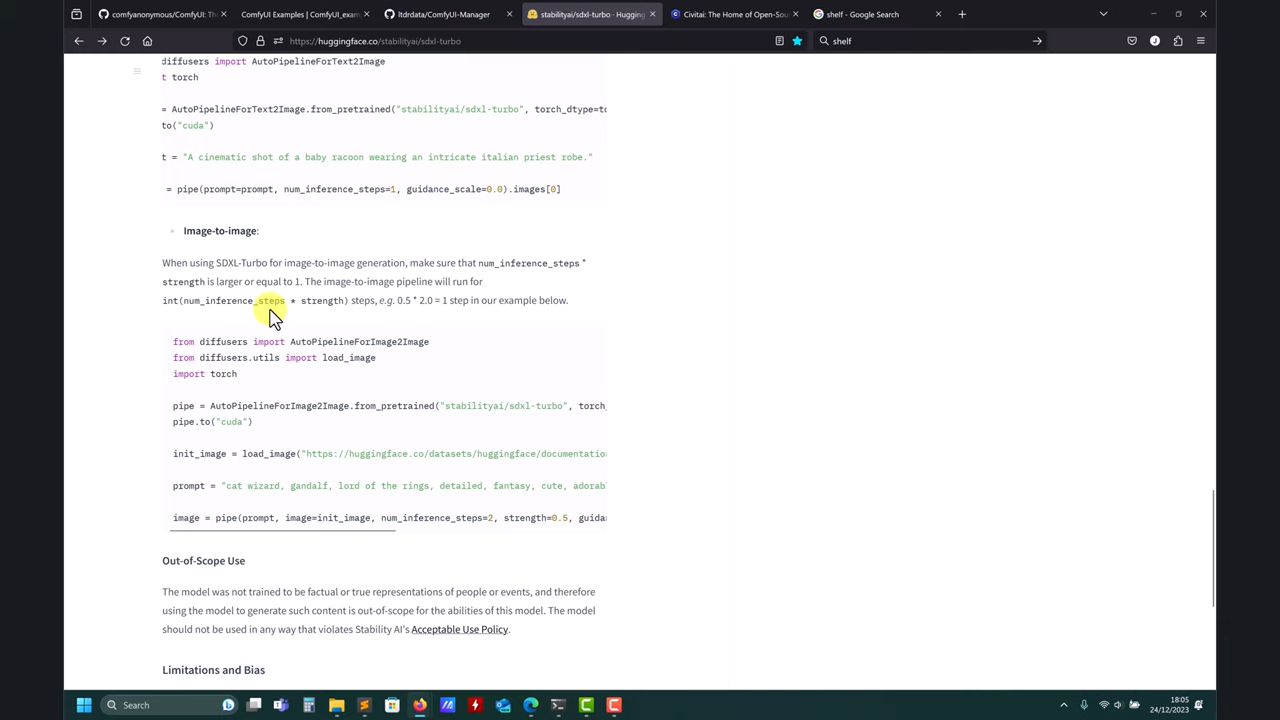 comfyanonymous/ComfyUI: Th
ComfyUI Examples | ComfyUI_exam
ltdrdata/ComfyUI-Manager
stabilityai/sdxl-turbo · Hugging
Civitai: The Home of Open-Sou
shelf - Google Search
https://huggingface.co/stabilityai/sdxl-turbo
shelf
diffusers import AutoPipelineForText2Image
t torch
= AutoPipelineForText2Image.from_pretrained("stabilityai/sdxl-turbo", torch_dtype=to
to("cuda")
t = "A cinematic shot of a baby racoon wearing an intricate italian priest robe."
= pipe(prompt=prompt, num_inference_steps=1, guidance_scale=0.0).images[0]
Image-to-image:
When using SDXL-Turbo for image-to-image generation, make sure that num_inference_steps *
strength is larger or equal to 1. The image-to-image pipeline will run for
int(num_inference_steps * strength) steps, e.g. 0.5 * 2.0 = 1 step in our example below.
from diffusers import AutoPipelineForImage2Image
from diffusers.utils import load_image
import torch
pipe = AutoPipelineForImage2Image.from_pretrained("stabilityai/sdxl-turbo", torch_
pipe.to("cuda")
init_image = load_image("https://huggingface.co/datasets/huggingface/documentation
prompt = "cat wizard, gandalf, lord of the rings, detailed, fantasy, cute, adorab
image = pipe(prompt, image=init_image, num_inference_steps=2, strength=0.5, guidan
Out-of-Scope Use
The model was not trained to be factual or true representations of people or events, and therefore
using the model to generate such content is out-of-scope for the abilities of this model. The model
should not be used in any way that violates Stability AI's Acceptable Use Policy.
Limitations and Bias
Search
18:05
24/12/2023